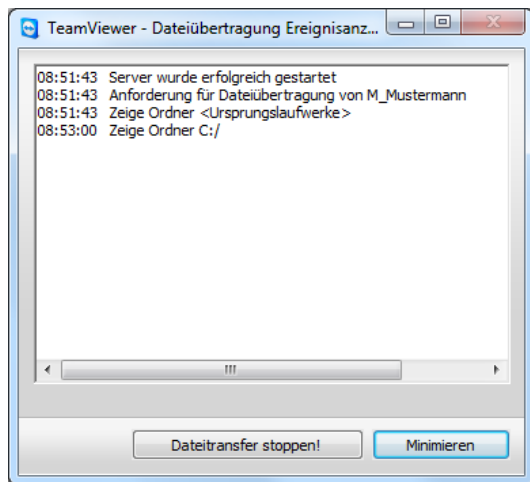 TeamViewer - Dateiübertragung Ereignisanz...
08:51:43 Server wurde erfolgreich gestartet
08:51:43 Anforderung für Dateiübertragung von M_Mustermann
08:51:43 Zeige Ordner <Ursprungslaufwerke>
08:53:00 Zeige Ordner C:/
Dateitransfer stoppen! Minimieren